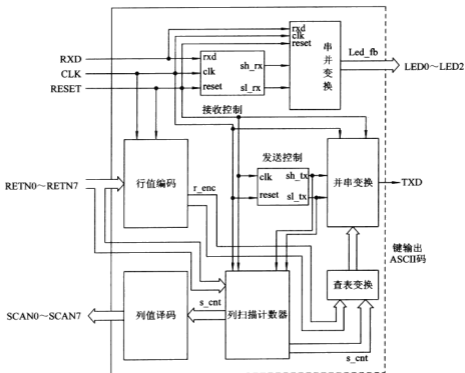 rxd
clk
reset
串并变换
Led_fb
LED0～LED2
RXD
CLK
RESET
rxd
clk
reset
sh_rx
sl_rx
接收控制
发送控制
clk
reset
sh_tx
sl_tx
并串变换
TXD
RETN0～RETN7
行值编码
r_enc
键输出
ASCII码
查表变换
SCAN0～SCAN7
列值译码
s_cnt
列扫描计数器
s_cnt